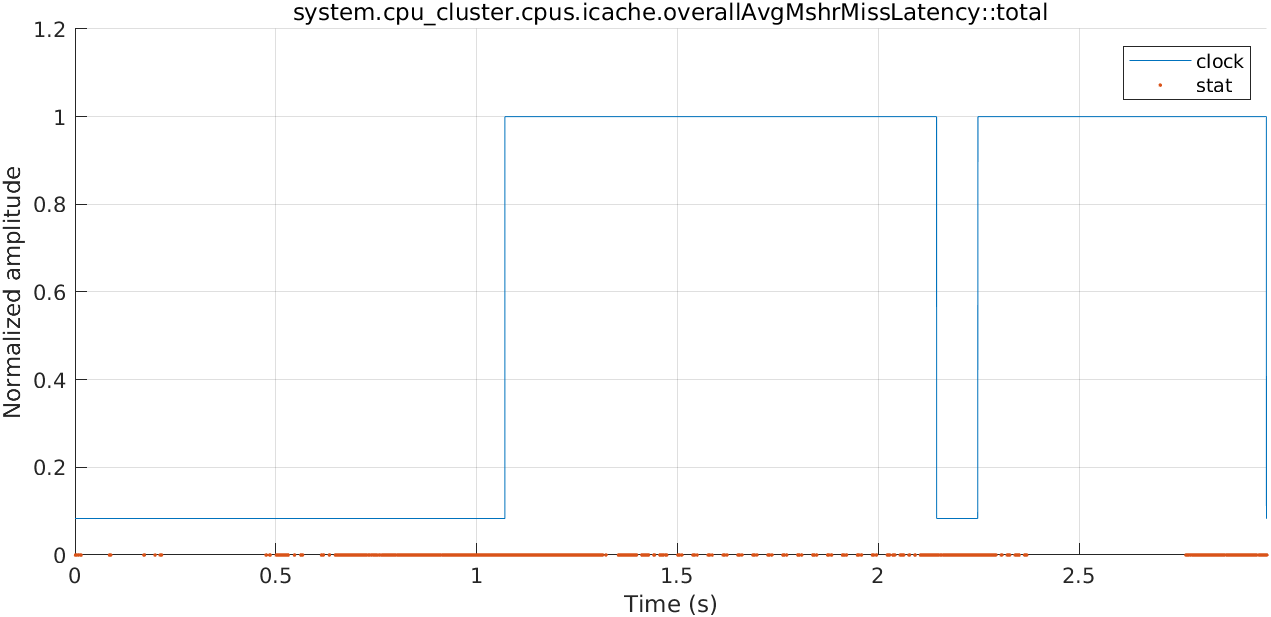 system.cpu_cluster.cpus.icache.overallAvgMshrMissLatency::total
1.2
1
0.8
0.6
0.4
0.2
0
Normalized amplitude
clock
stat
0 0.5 1 1.5 2 2.5
Time (s)